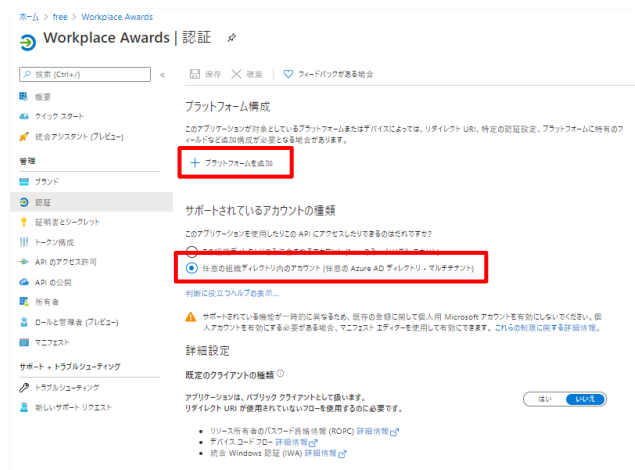 ホーム > free > Workplace Awards
Workplace Awards | 認証
検索 (Ctrl+/)
«
保存
破棄
フィードバックがある場合
概要
クイック スタート
統合アシスタント (プレビュー)
管理
ブランド
認証
証明書とシークレット
トークン構成
API のアクセス許可
API の公開
所有者
ロールと管理者 (プレビュー)
マニフェスト
サポート + トラブルシューティング
トラブルシューティング
新しいサポート リクエスト
プラットフォーム構成
このアプリケーションが対象としているプラットフォームまたはデバイスによっては、リダイレクト URI、特定の認証設定、プラットフォームに特有のフ
ィールドなど追加構成が必要となる場合があります。
プラットフォームを追加
サポートされているアカウントの種類
このアプリケーションを使用したりこの API にアクセスしたりできるのはだれですか?
任意の組織ディレクトリ内のアカウント (任意の Azure AD ディレクトリ - マルチテナント)
判断に役立つヘルプの表示...
サポートされている機能が一時的に異なるため、既存の登録に関して個人用 Microsoft アカウントを有効にしないでください。個
人アカウントを有効にする必要がある場合、マニフェスト エディターを使用して有効にできます。 これらの制限に関する詳細情報。
詳細設定
既定のクライアントの種類
アプリケーションは、パブリック クライアントとして扱います。
リダイレクト URI が使用されていないフローを使用するのに必要です。
はい いいえ
リソース所有者のパスワード資格情報 (ROPC) 詳細情報
デバイス コード フロー 詳細情報
統合 Windows 認証 (IWA) 詳細情報